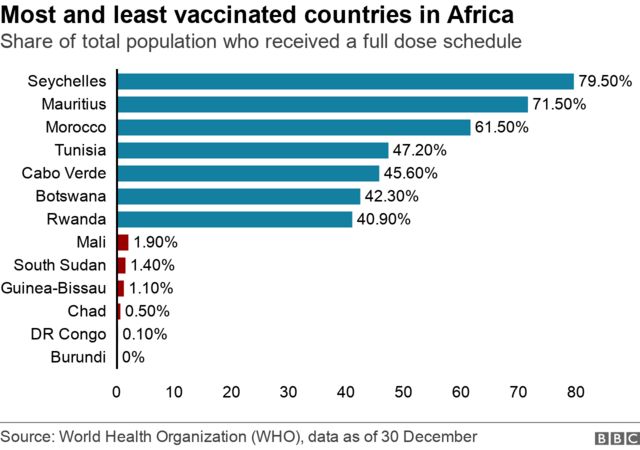 Most and least vaccinated countries in Africa
Share of total population who received a full dose schedule
Seychelles 79.50%
Mauritius 71.50%
Morocco 61.50%
Tunisia 47.20%
Cabo Verde 45.60%
Botswana 42.30%
Rwanda 40.90%
Mali 1.90%
South Sudan 1.40%
Guinea-Bissau 1.10%
Chad 0.50%
DR Congo 0.10%
Burundi 0%
0 10 20 30 40 50 60 70 80
Source: World Health Organization (WHO), data as of 30 December
BBC